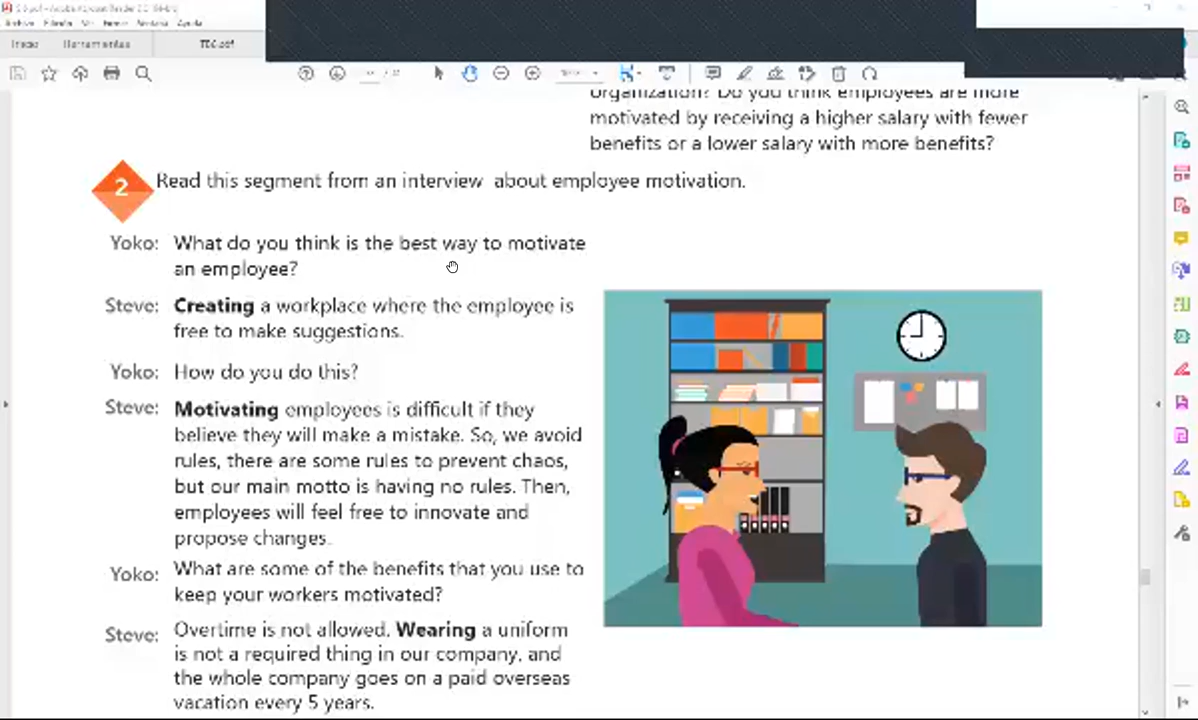 Inicio Herramientas
organization? Do you think employees are more
motivated by receiving a higher salary with fewer
benefits or a lower salary with more benefits?
2 Read this segment from an interview about employee motivation.
Yoko: What do you think is the best way to motivate
an employee?
Steve: Creating a workplace where the employee is
free to make suggestions.
Yoko: How do you do this?
Steve: Motivating employees is difficult if they
believe they will make a mistake. So, we avoid
rules, there are some rules to prevent chaos,
but our main motto is having no rules. Then,
employees will feel free to innovate and
propose changes.
Yoko: What are some of the benefits that you use to
keep your workers motivated?
Steve: Overtime is not allowed. Wearing a uniform
is not a required thing in our company, and
the whole company goes on a paid overseas
vacation every 5 years.